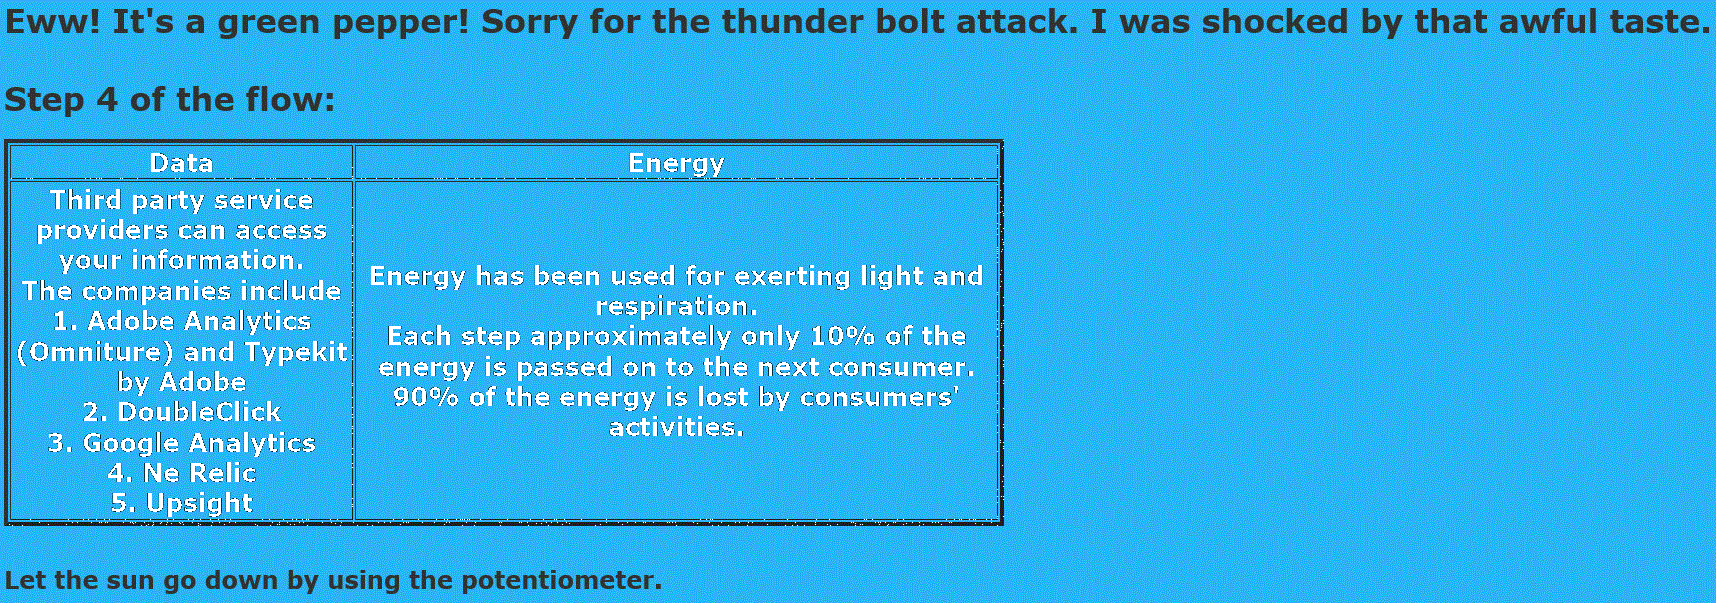 Eww! It's a green pepper! Sorry for the thunder bolt attack. I was shocked by that awful taste.
Step 4 of the flow:
Data
Energy
Third party service
providers can access
your information.
The companies include
1. Adobe Analytics
(Omniture) and Typekit
by Adobe
2. DoubleClick
3. Google Analytics
4. Ne Relic
5. Upsight
Energy has been used for exerting light and
respiration.
Each step approximately only 10% of the
energy is passed on to the next consumer.
90% of the energy is lost by consumers'
activities.
Let the sun go down by using the potentiometer.